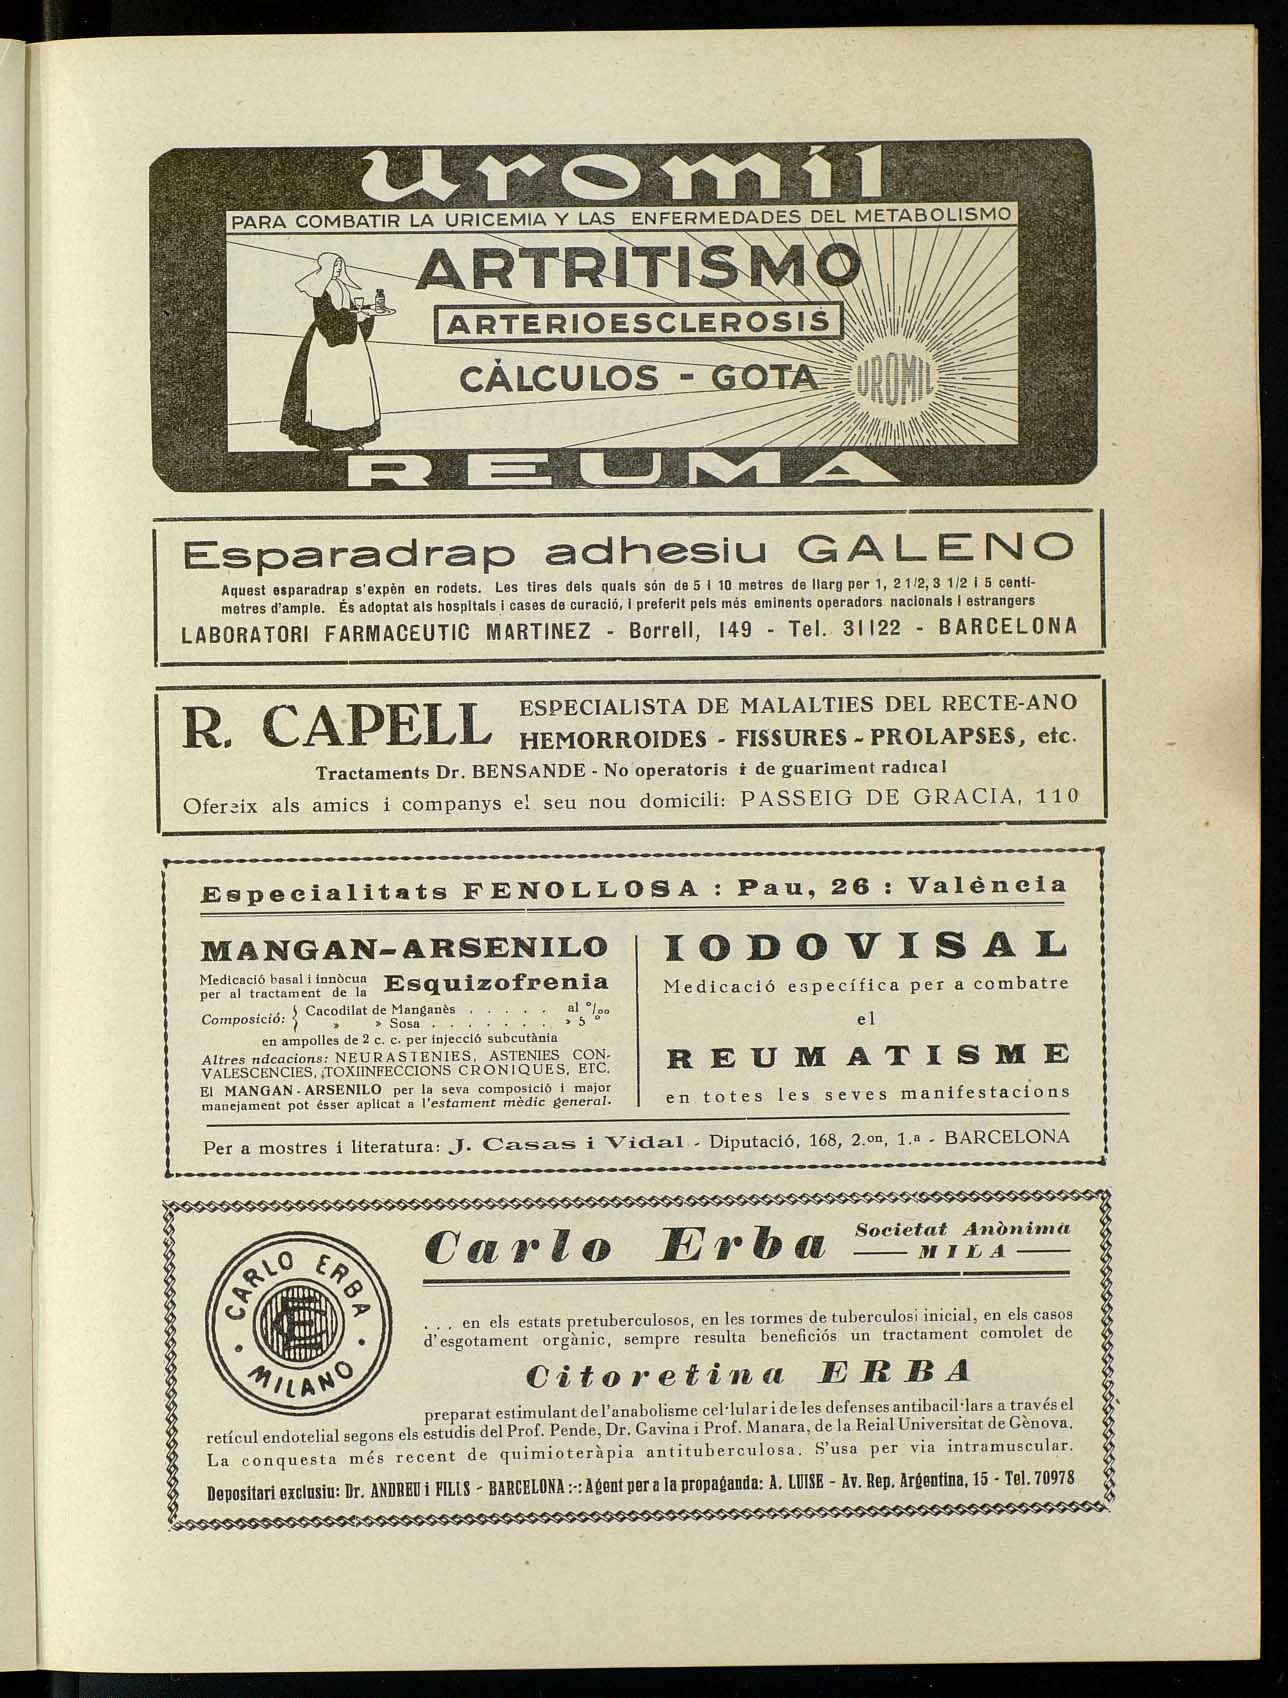 Uromil
PARA COMBATIR LA URICEMIA Y LAS ENFERMEDADES DEL METABOLISMO
ARTRITISMO
ARTERIOESCLEROSIS
CÀLCULOS - GOTA
UROMIL
REUMA
Esparadrap adhesiu GALENO
Aquest esparadrap s'expèn en rodets. Les tires dels quals són de 5 i 10 metres de llarg per 1, 2 1/2, 3 1/2 i 5 centí-
metres d'ample. És adoptat als hospitals i cases de curació, i preferit pels més eminents operadors nacionals i estrangers
LABORATORI FARMACEUTIC MARTINEZ - Borrell, 149 - Tel. 31122 - BARCELONA
R. CAPELL
ESPECIALISTA DE MALALTIES DEL RECTE-ANO
HEMORROIDES - FISSURES - PROLAPSES, etc.
Tractaments Dr. BENSANDE - No operatoris i de guariment radical
Ofereix als amics i companys el seu nou domicili: PASSEIG DE GRACIA, 110
Especialitats FENOLLOSA : Pau, 26 : València
MANGAN-ARSENILO
Medicació basal i innòcua
per al tractament de la Esquizofrenia
Composició: { Cacodilat de Manganès . . . . . al °/oo
» » Sosa . . . . . . . » 5 °
en ampolles de 2 c. c. per injecció subcutània
Altres ndcacions: NEURASTENIES, ASTENIES CON-
VALESCENCIES, TOXIINFECCIONS CRONIQUES, ETC.
El MANGAN-ARSENILO per la seva composició i major
manejament pot ésser aplicat a l'estament mèdic general.
IODOVISAL
Medicació específica per a combatre
el
REUMATISME
en totes les seves manifestacions
Per a mostres i literatura: J. Casas i Vidal - Diputació, 168, 2.on, 1.a - BARCELONA
CARLO ERBA
CE
MILANO
Carlo Erba Societat Anònima
MILA
. . . en els estats pretuberculosos, en les formes de tuberculosi inicial, en els casos
d'esgotament orgànic, sempre resulta beneficiós un tractament comolet de
Citoretina ERBA
preparat estimulant de l'anabolisme cel·lular i de les defenses antibacil·lars a través el
retícul endotelial segons els estudis del Prof. Pende, Dr. Gavina i Prof. Manara, de la Reial Universitat de Gènova.
La conquesta més recent de quimioteràpia antituberculosa. S'usa per via intramuscular.
Depositari exclusiu: Dr. ANDREU i FILLS - BARCELONA :-: Agent per a la propaganda: A. LUISE - Av. Rep. Argentina, 15 - Tel. 70978